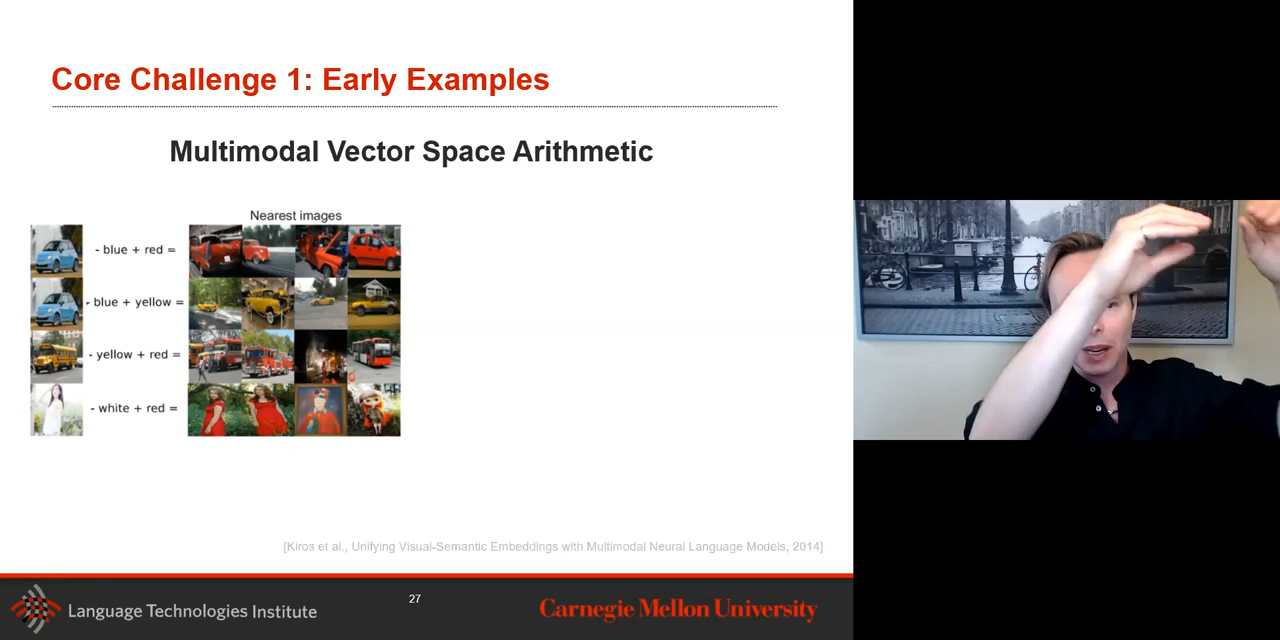 Core Challenge 1: Early Examples
Multimodal Vector Space Arithmetic
Nearest images
- blue + red =
- blue + yellow =
- yellow + red =
- white + red =
[Kiros et al., Unifying Visual-Semantic Embeddings with Multimodal Neural Language Models, 2014]
Language Technologies Institute
27
Carnegie Mellon University